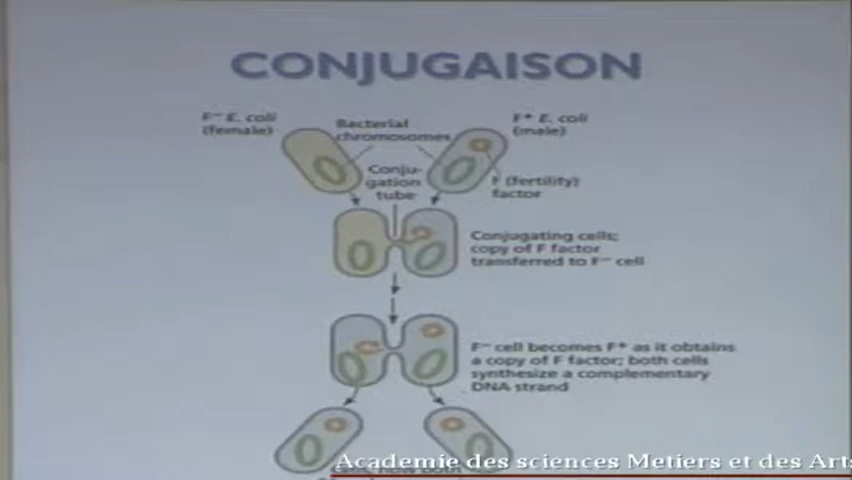 CONJUGAISON
F⁻ E. coli
(female)
Bacterial
chromosomes
F⁺ E. coli
(male)
Conju-
gation
tube
F (fertility)
factor
Conjugating cells;
copy of F factor
transferred to F⁻ cell
F⁻ cell becomes F⁺ as it obtains
a copy of F factor; both cells
synthesize a complementary
DNA strand
Academie des sciences Metiers et des Arts